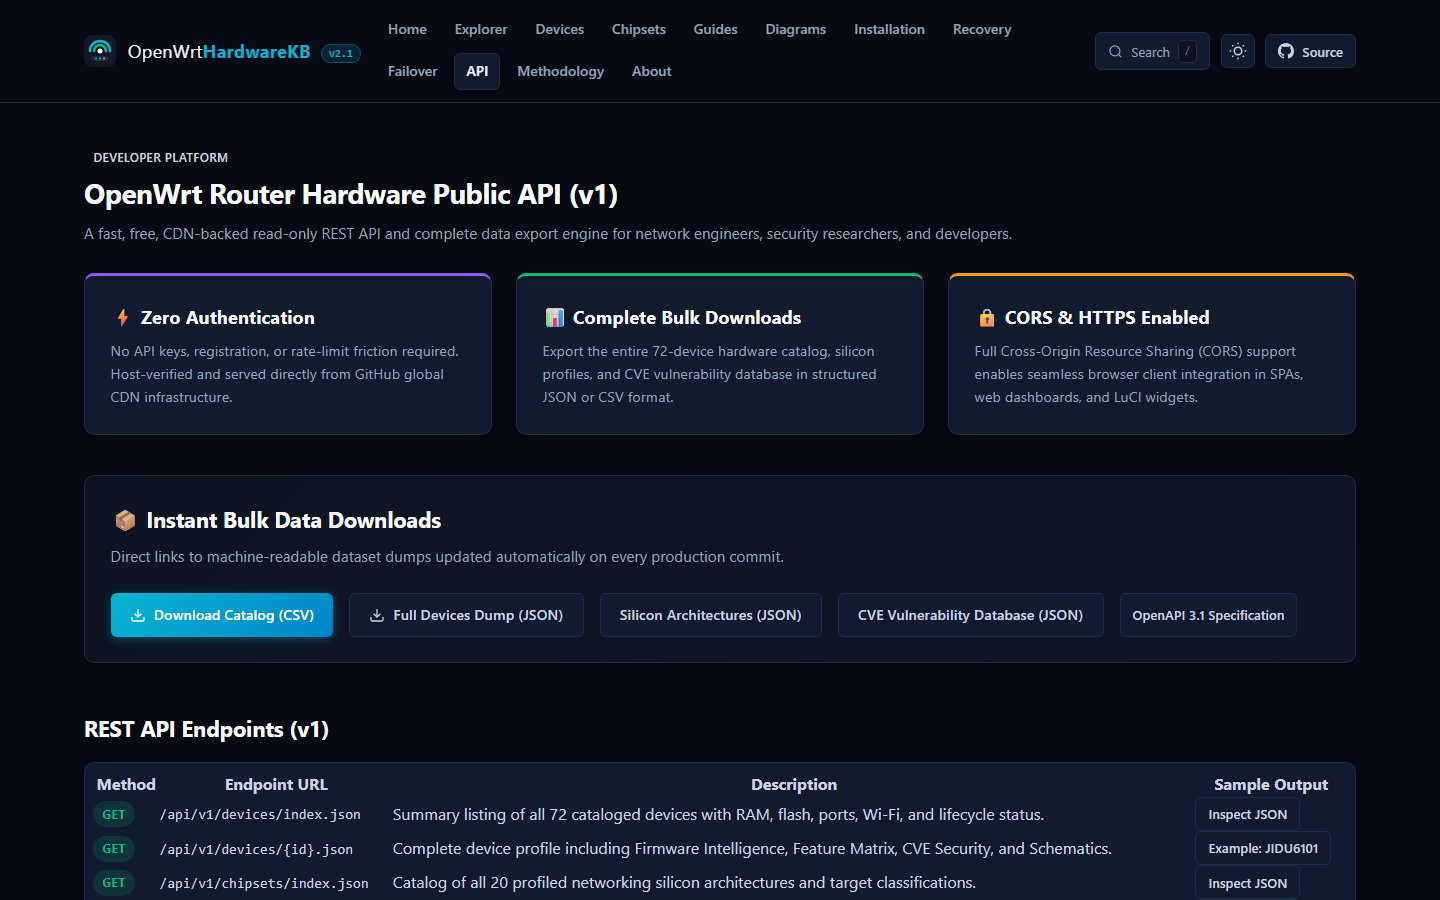 OpenWrtHardwareKB v2.1
Home Explorer Devices Chipsets Guides Diagrams Installation Recovery
Failover API Methodology About
Search / Source
DEVELOPER PLATFORM
OpenWrt Router Hardware Public API (v1)
A fast, free, CDN-backed read-only REST API and complete data export engine for network engineers, security researchers, and developers.
Zero Authentication
No API keys, registration, or rate-limit friction required.
Host-verified and served directly from GitHub global
CDN infrastructure.
Complete Bulk Downloads
Export the entire 72-device hardware catalog, silicon
profiles, and CVE vulnerability database in structured
JSON or CSV format.
CORS & HTTPS Enabled
Full Cross-Origin Resource Sharing (CORS) support
enables seamless browser client integration in SPAs,
web dashboards, and LuCI widgets.
Instant Bulk Data Downloads
Direct links to machine-readable dataset dumps updated automatically on every production commit.
Download Catalog (CSV) Full Devices Dump (JSON) Silicon Architectures (JSON) CVE Vulnerability Database (JSON) OpenAPI 3.1 Specification
REST API Endpoints (v1)
Method Endpoint URL Description Sample Output
GET /api/v1/devices/index.json Summary listing of all 72 cataloged devices with RAM, flash, ports, Wi-Fi, and lifecycle status. Inspect JSON
GET /api/v1/devices/{id}.json Complete device profile including Firmware Intelligence, Feature Matrix, CVE Security, and Schematics. Example: JIDU6101
GET /api/v1/chipsets/index.json Catalog of all 20 profiled networking silicon architectures and target classifications. Inspect JSON